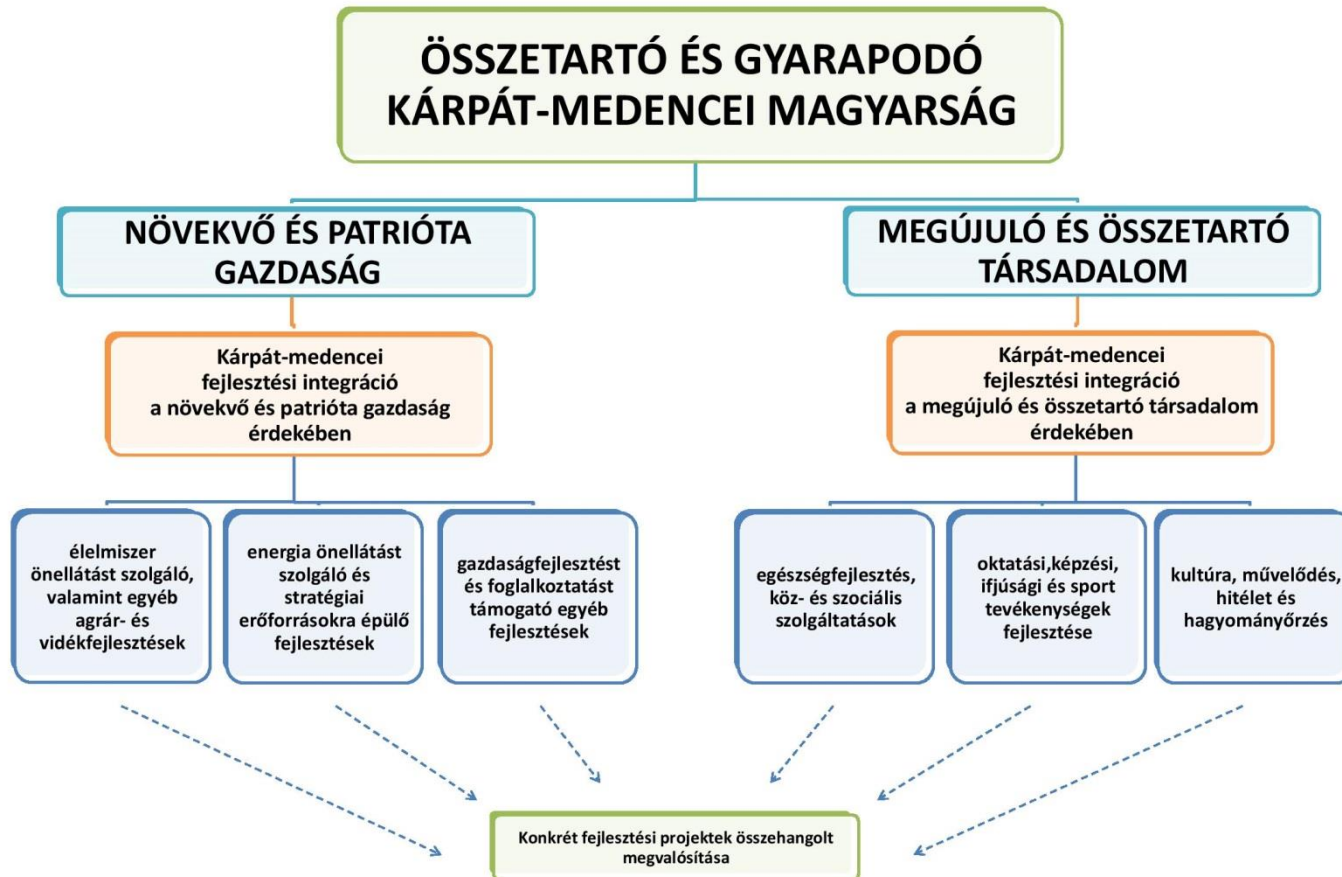 ÖSSZETARTÓ ÉS GYARAPODÓ
KÁRPÁT-MEDENCEI MAGYARSÁG
NÖVEKVŐ ÉS PATRIÓTA
GAZDASÁG
MEGÚJULÓ ÉS ÖSSZETARTÓ
TÁRSADALOM
Kárpát-medencei
fejlesztési integráció
a növekvő és patrióta gazdaság
érdekében
Kárpát-medencei
fejlesztési integráció
a megújuló és összetartó társadalom
érdekében
élelmiszer
önellátást szolgáló,
valamint egyéb
agrár- és
vidékfejlesztések
energia önellátást
szolgáló és
stratégiai
erőforrásokra épülő
fejlesztések
gazdaságfejlesztést
és foglalkoztatást
támogató egyéb
fejlesztések
egészségfejlesztés,
köz- és szociális
szolgáltatások
oktatási,képzési,
ifjúsági és sport
tevékenységek
fejlesztése
kultúra, művelődés,
hitélet és
hagyományőrzés
Konkrét fejlesztési projektek összehangolt
megvalósítása